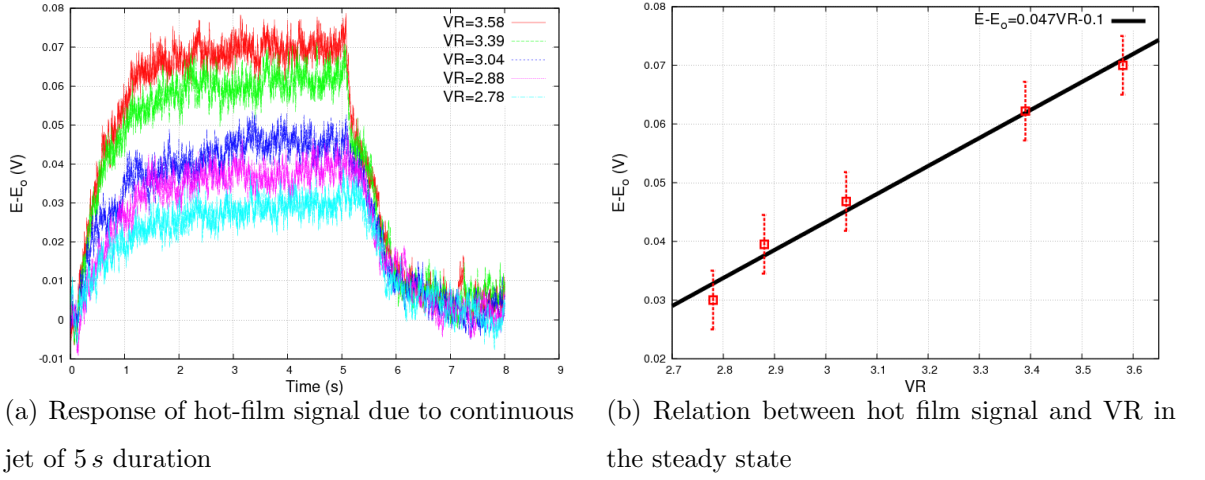 0.08
0.07
0.06
0.05
0.04
0.03
0.02
0.01
0
-0.01
E-Eo (V)
0 1 2 3 4 5 6 7 8 9
Time (s)
VR=3.58
VR=3.39
VR=3.04
VR=2.88
VR=2.78
(a) Response of hot-film signal due to continuous
jet of 5 s duration
0.08
0.07
0.06
0.05
0.04
0.03
0.02
E-Eo (V)
2.7 2.8 2.9 3 3.1 3.2 3.3 3.4 3.5 3.6
VR
E-Eo=0.047VR-0.1
(b) Relation between hot film signal and VR in
the steady state